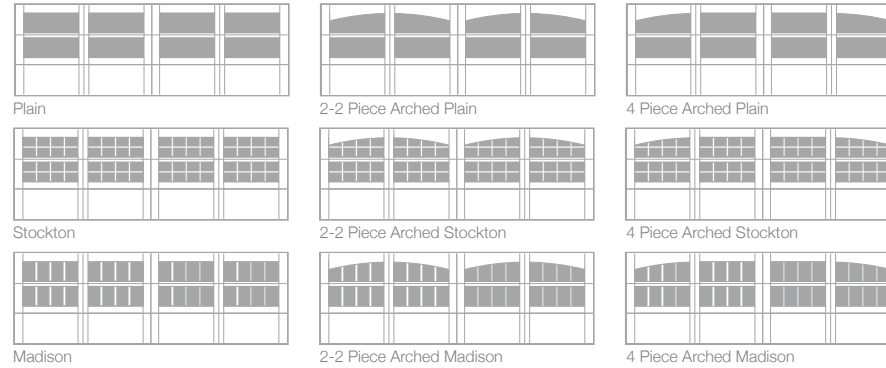 Plain
2-2 Piece Arched Plain
4 Piece Arched Plain
Stockton
2-2 Piece Arched Stockton
4 Piece Arched Stockton
Madison
2-2 Piece Arched Madison
4 Piece Arched Madison